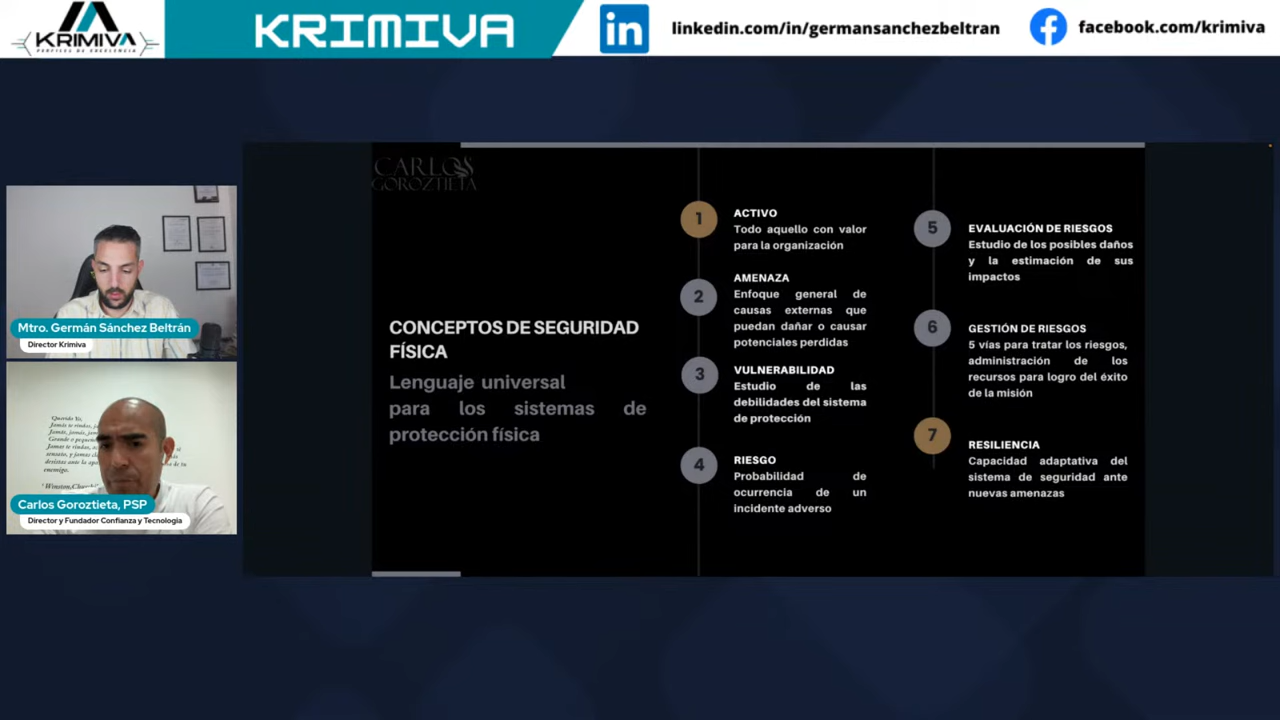 KRIMIVA
KRIMIVA
in
linkedin.com/in/germansanchezbeltran
facebook.com/krimiva
Mtro. Germán Sánchez Beltrán
Director Krimiva
Carlos Goroztieta, PSP
Director y Fundador Confianza y Tecnología
CARLOS
GOROZTIETA
CONCEPTOS DE SEGURIDAD
FÍSICA
Lenguaje universal
para los sistemas de
protección física
1
ACTIVO
Todo aquello con valor
para la organización
2
AMENAZA
Enfoque general de
causas externas que
puedan dañar o causar
potenciales perdidas
3
VULNERABILIDAD
Estudio de las
debilidades del sistema
de protección
4
RIESGO
Probabilidad de
ocurrencia de un
incidente adverso
5
EVALUACIÓN DE RIESGOS
Estudio de los posibles daños
y la estimación de sus
impactos
6
GESTIÓN DE RIESGOS
5 vías para tratar los riesgos,
administración de los
recursos para logro del éxito
de la misión
7
RESILIENCIA
Capacidad adaptativa del
sistema de seguridad ante
nuevas amenazas